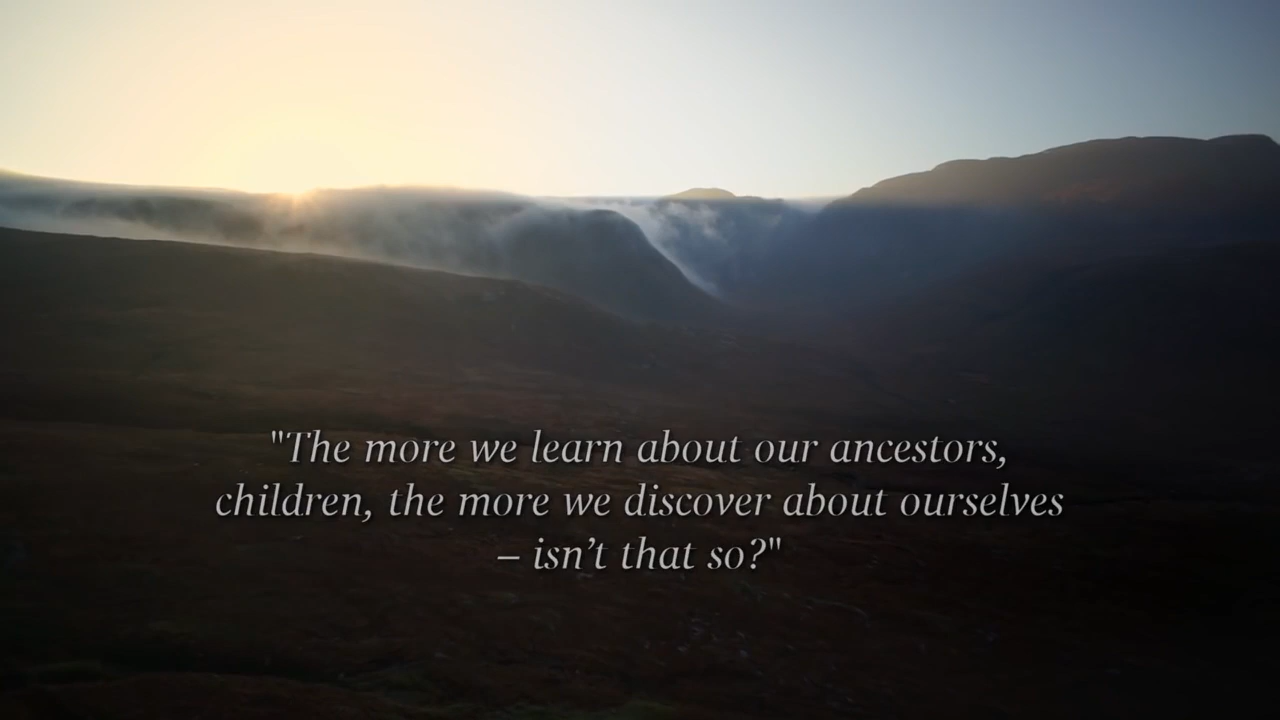 "The more we learn about our ancestors,
children, the more we discover about ourselves
– isn’t that so?"